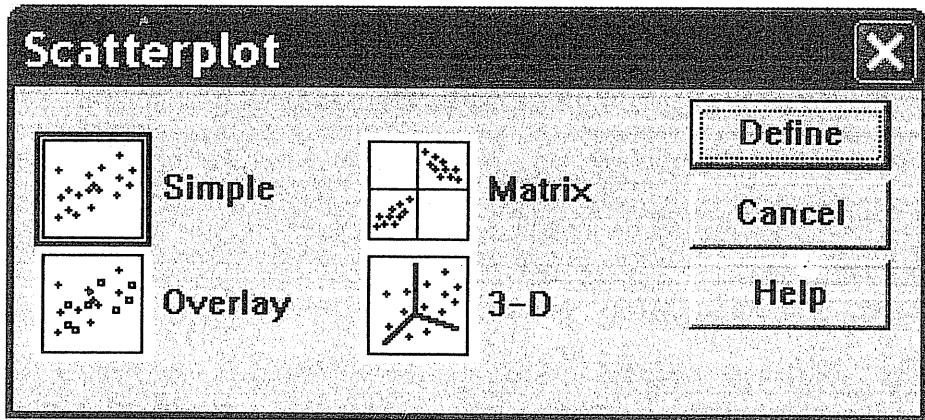 Scatterplot
Simple
Matrix
Overlay
3-D
Define
Cancel
Help